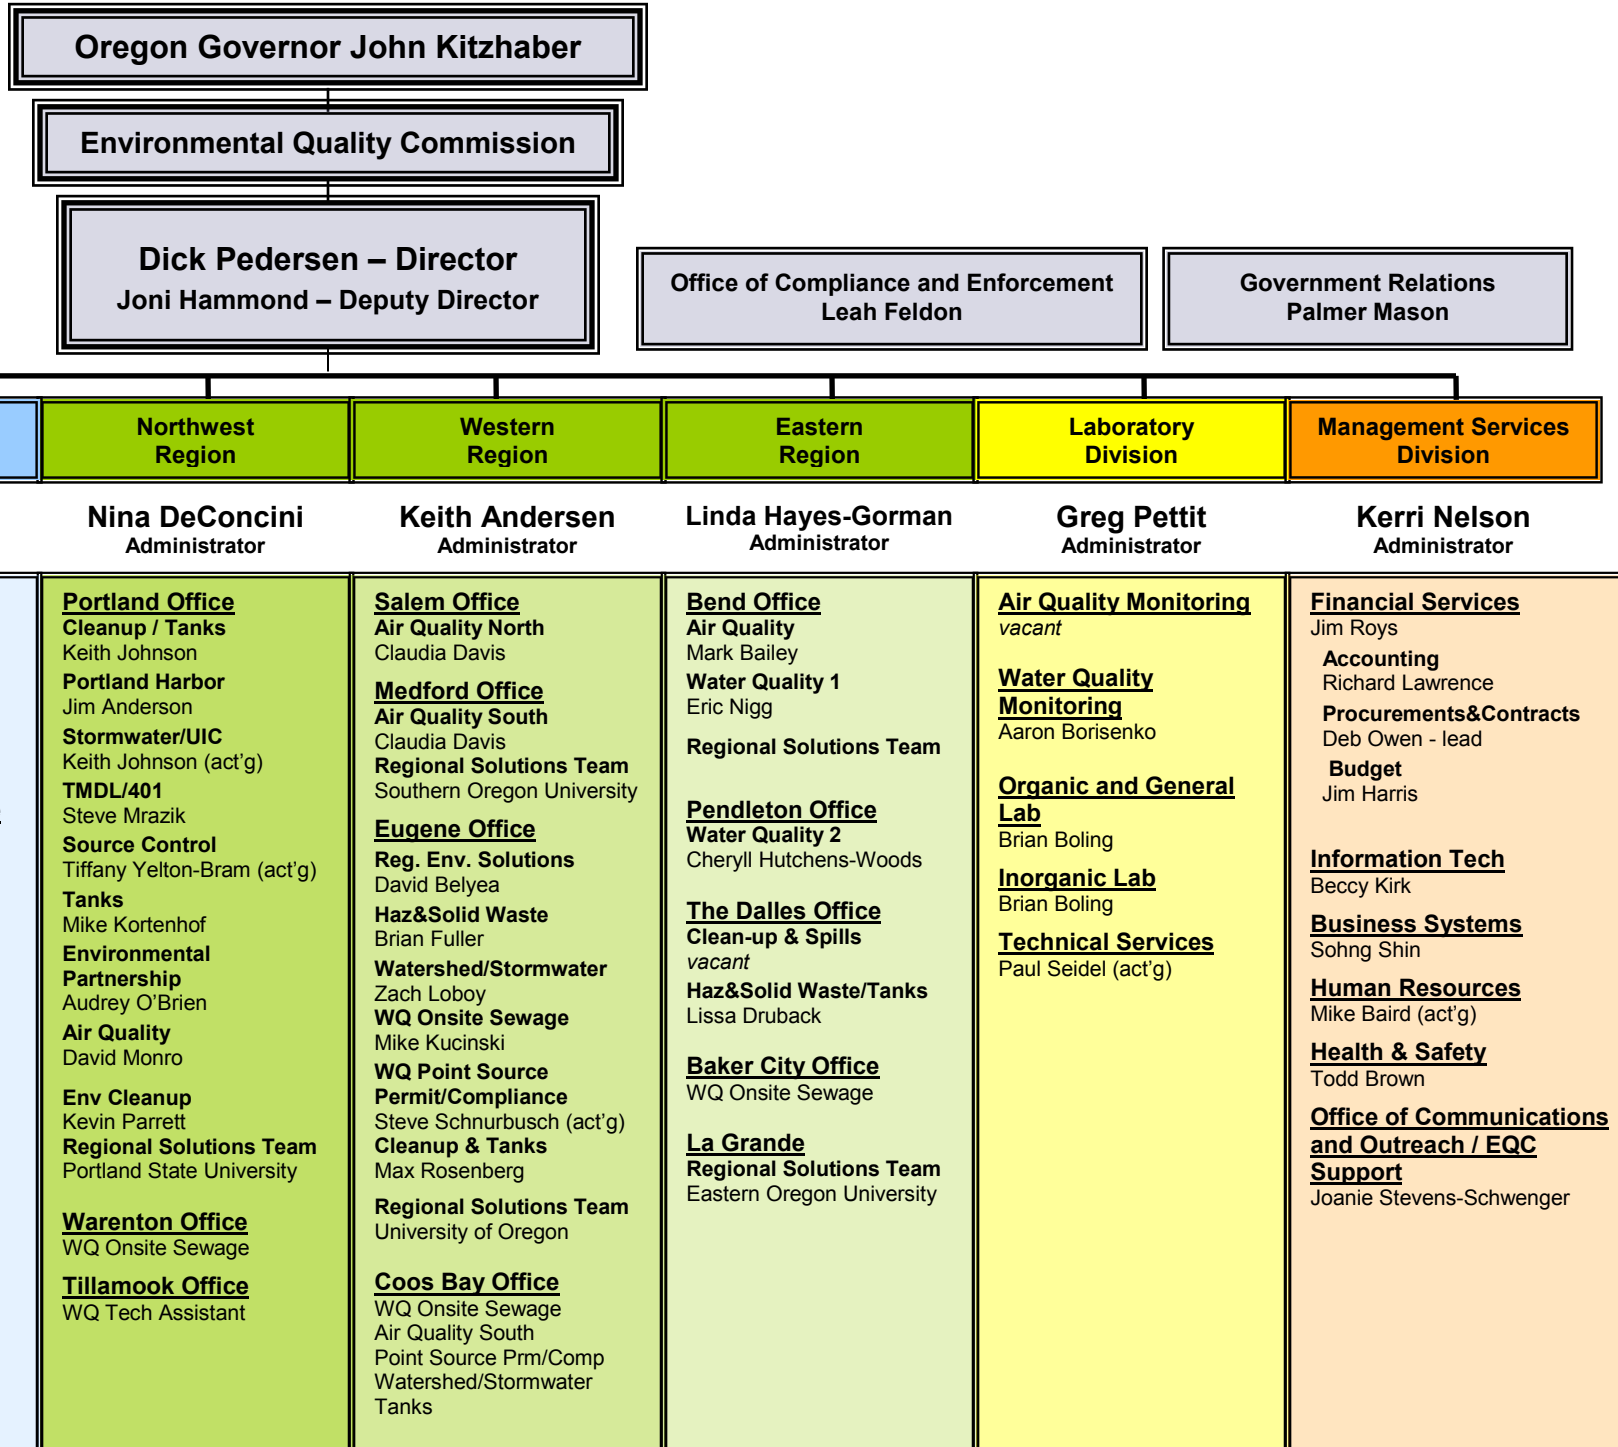 Oregon Governor John Kitzhaber
Environmental Quality Commission
Dick Pedersen – Director
Joni Hammond – Deputy Director
Office of Compliance and Enforcement
Leah Feldon
Government Relations
Palmer Mason
Northwest
Region
Nina DeConcini
Administrator
Portland Office
Cleanup / Tanks
Keith Johnson
Portland Harbor
Jim Anderson
Stormwater/UIC
Keith Johnson (act’g)
TMDL/401
Steve Mrazik
Source Control
Tiffany Yelton-Bram (act’g)
Tanks
Mike Kortenhof
Environmental
Partnership
Audrey O’Brien
Air Quality
David Monro
Env Cleanup
Kevin Parrett
Regional Solutions Team
Portland State University
Warenton Office
WQ Onsite Sewage
Tillamook Office
WQ Tech Assistant
Western
Region
Keith Andersen
Administrator
Salem Office
Air Quality North
Claudia Davis
Medford Office
Air Quality South
Claudia Davis
Regional Solutions Team
Southern Oregon University
Eugene Office
Reg. Env. Solutions
David Belyea
Haz&Solid Waste
Brian Fuller
Watershed/Stormwater
Zach Loboy
WQ Onsite Sewage
Mike Kucinski
WQ Point Source
Permit/Compliance
Steve Schnurbusch (act’g)
Cleanup & Tanks
Max Rosenberg
Regional Solutions Team
University of Oregon
Coos Bay Office
WQ Onsite Sewage
Air Quality South
Point Source Prm/Comp
Watershed/Stormwater
Tanks
Eastern
Region
Linda Hayes-Gorman
Administrator
Bend Office
Air Quality
Mark Bailey
Water Quality 1
Eric Nigg
Regional Solutions Team
Pendleton Office
Water Quality 2
Cheryll Hutchens-Woods
The Dalles Office
Clean-up & Spills
vacant
Haz&Solid Waste/Tanks
Lissa Druback
Baker City Office
WQ Onsite Sewage
La Grande
Regional Solutions Team
Eastern Oregon University
Laboratory
Division
Greg Pettit
Administrator
Air Quality Monitoring
vacant
Water Quality
Monitoring
Aaron Borisenko
Organic and General
Lab
Brian Boling
Inorganic Lab
Brian Boling
Technical Services
Paul Seidel (act’g)
Management Services
Division
Kerri Nelson
Administrator
Financial Services
Jim Roys
Accounting
Richard Lawrence
Procurements&Contracts
Deb Owen - lead
Budget
Jim Harris
Information Tech
Beccy Kirk
Business Systems
Sohng Shin
Human Resources
Mike Baird (act’g)
Health & Safety
Todd Brown
Office of Communications
and Outreach / EQC
Support
Joanie Stevens-Schwenger